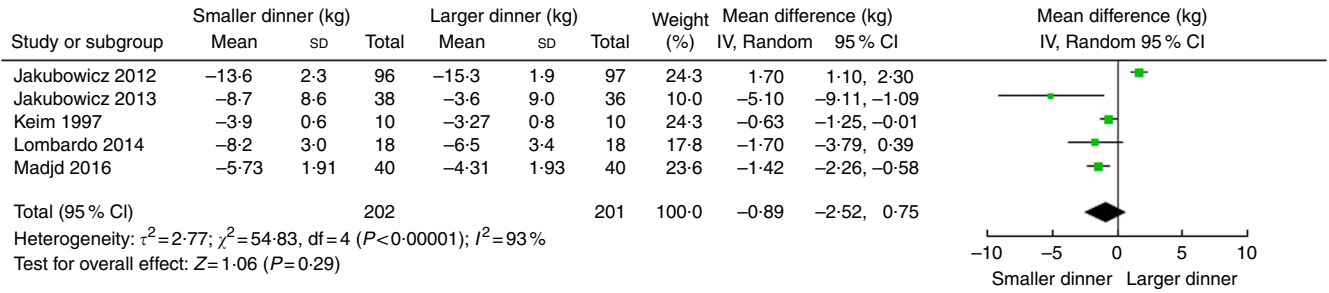 Smaller dinner (kg) Larger dinner (kg) Weight Mean difference (kg) Mean difference (kg)
Study or subgroup Mean SD Total Mean SD Total (%) IV, Random 95 % CI IV, Random 95 % CI
Jakubowicz 2012 –13·6 2·3 96 –15·3 1·9 97 24·3 1·70 1·10, 2·30
Jakubowicz 2013 –8·7 8·6 38 –3·6 9·0 36 10·0 –5·10 –9·11, –1·09
Keim 1997 –3·9 0·6 10 –3·27 0·8 10 24·3 –0·63 –1·25, –0·01
Lombardo 2014 –8·2 3·0 18 –6·5 3·4 18 17·8 –1·70 –3·79, 0·39
Madjd 2016 –5·73 1·91 40 –4·31 1·93 40 23·6 –1·42 –2·26, –0·58
Total (95 % CI) 202 201 100·0 –0·89 –2·52, 0·75
Heterogeneity: τ²=2·77; χ²=54·83, df=4 (P<0·00001); I²=93 %
Test for overall effect: Z=1·06 (P=0·29)
–10 –5 0 5 10
Smaller dinner Larger dinner